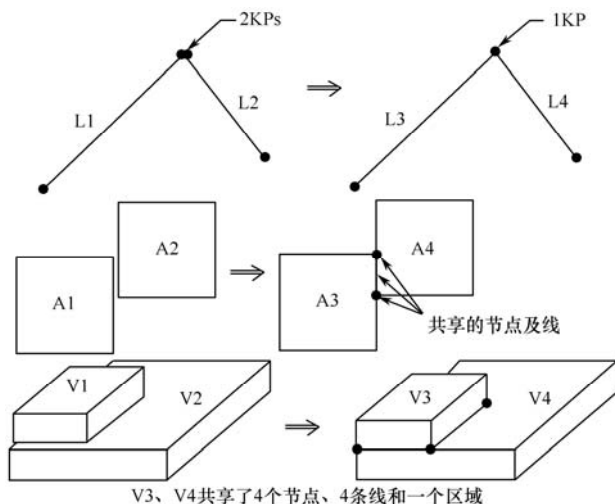 2KPs
1KP
L1
L2
L3
L4
A1
A2
A3
A4
共享的节点及线
V1
V2
V3
V4
V3、V4共享了4个节点、4条线和一个区域